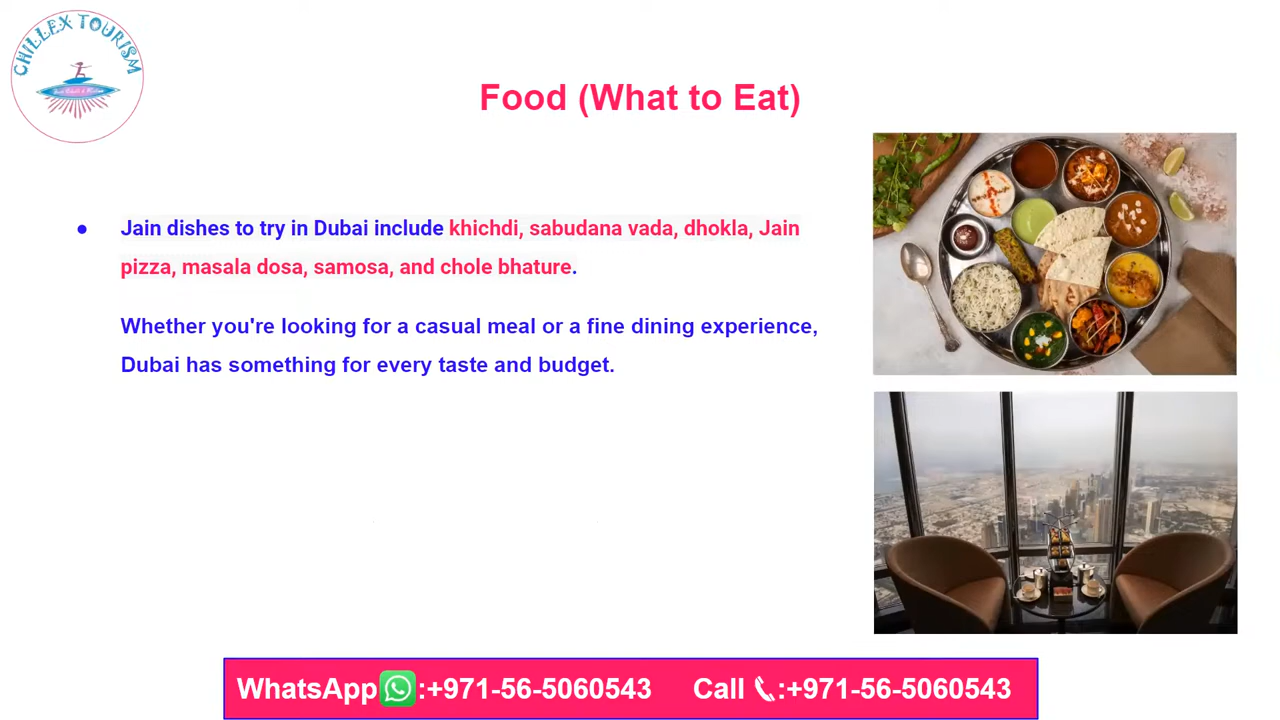 CHILLEX TOURISM
Food (What to Eat)
● Jain dishes to try in Dubai include khichdi, sabudana vada, dhokla, Jain
pizza, masala dosa, samosa, and chole bhature.
Whether you're looking for a casual meal or a fine dining experience,
Dubai has something for every taste and budget.
WhatsApp :+971-56-5060543 Call :+971-56-5060543